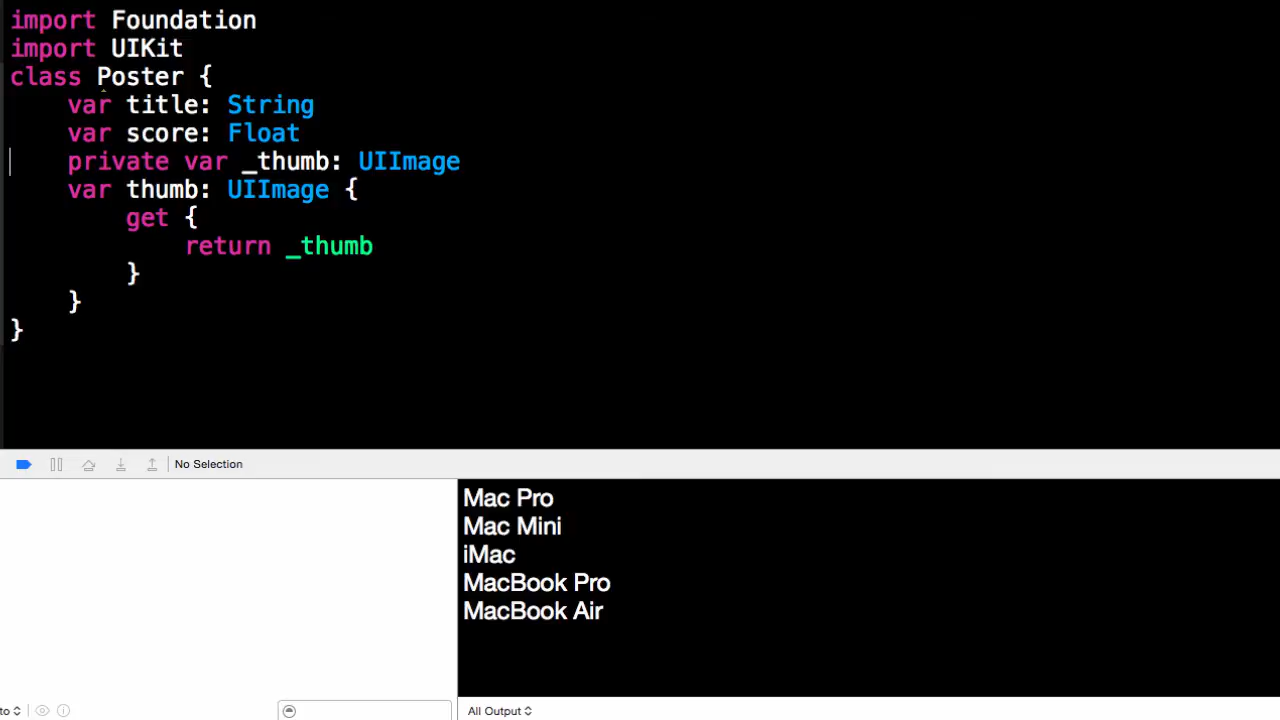 import Foundation
import UIKit
class Poster {
    var title: String
    var score: Float
    private var _thumb: UIImage
    var thumb: UIImage {
        get {
            return _thumb
        }
    }
}
No Selection
Mac Pro
Mac Mini
iMac
MacBook Pro
MacBook Air
to
All Output